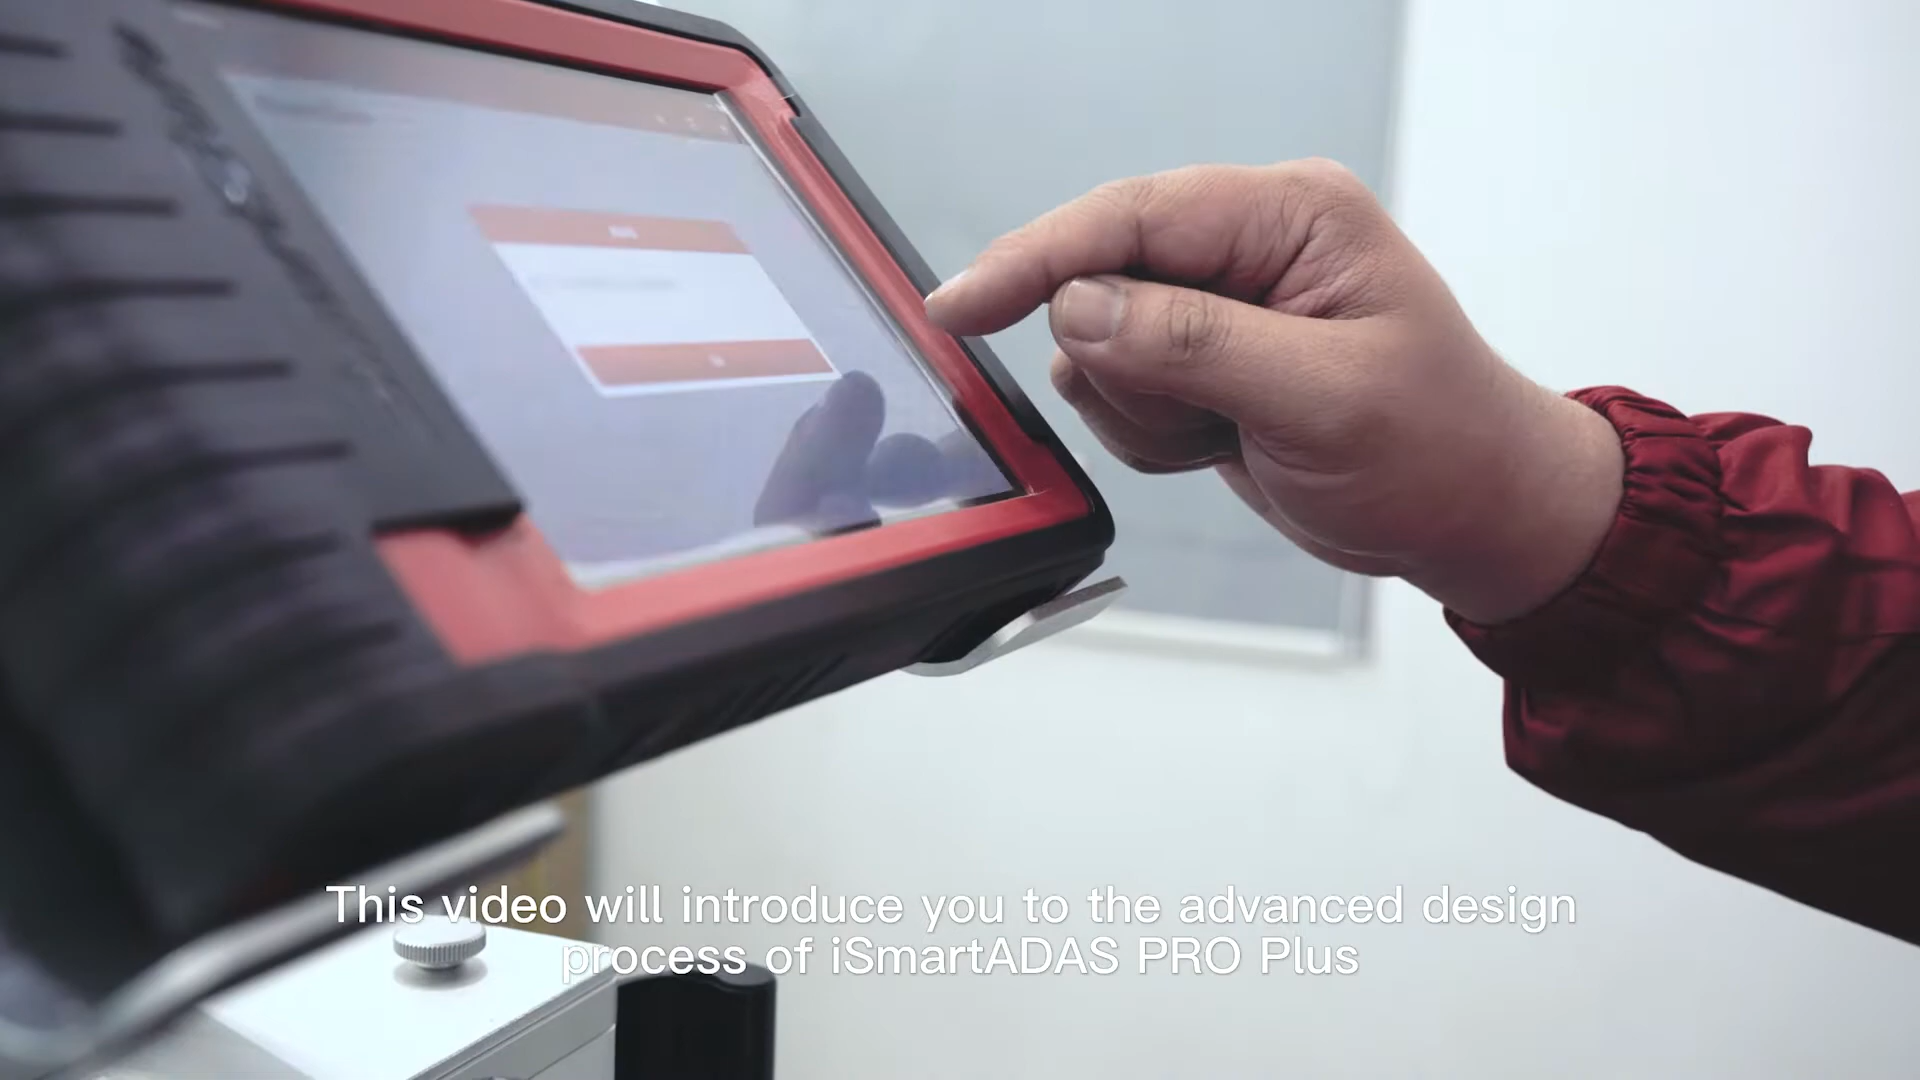 This video will introduce you to the advanced design
process of iSmartADAS PRO Plus